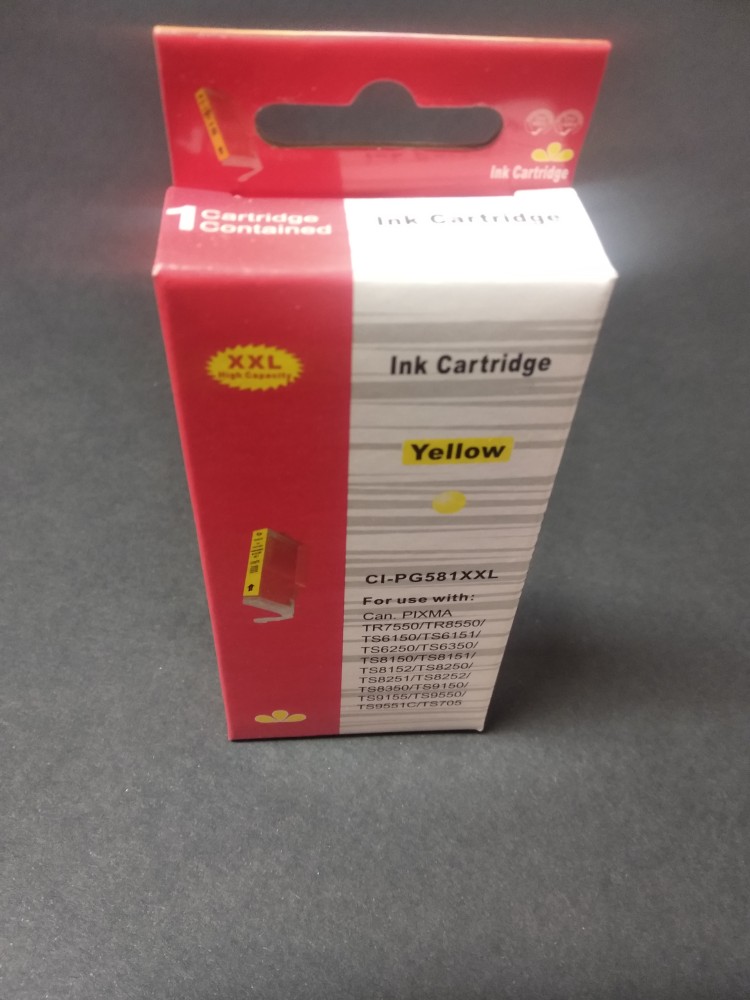 Ink Cartridge
1 Cartridge
Contained
Ink Cartridge
XXL
High Capacity
Ink Cartridge
Yellow
CI-PG581XXL
For use with:
Can. PIXMA
TR7550/TR8550/
TS6150/TS6151/
TS6250/TS6350/
TS8150/TS8151/
TS8152/TS8250/
TS8251/TS8252/
TS8350/TS9150/
TS9155/TS9550/
TS9551C/TS705